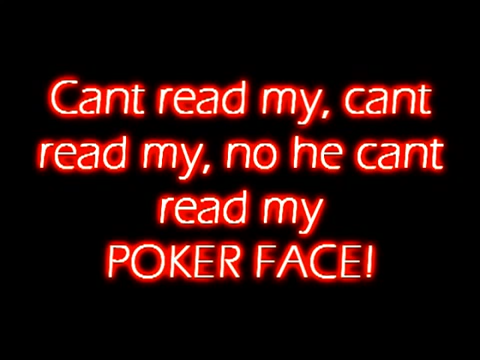 Cant read my, cant
read my, no he cant
read my
POKER FACE!